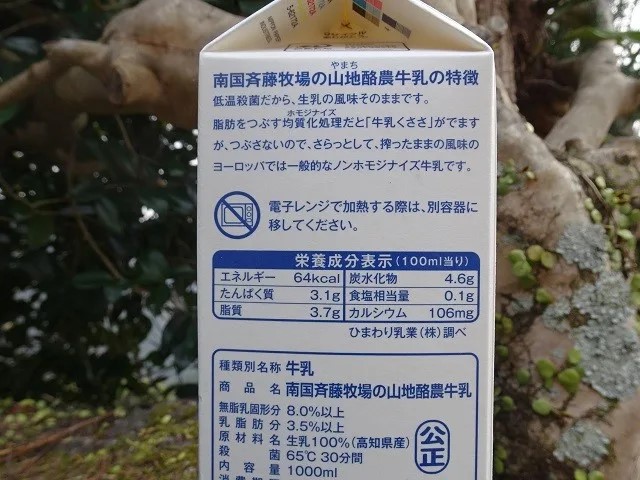 やまち
南国斉藤牧場の山地酪農牛乳の特徴
低温殺菌だから、生乳の風味そのままです。
ホモジナイズ
脂肪をつぶす均質化処理だと「牛乳くささ」がでます
が、つぶさないので、さらっとして、搾ったままの風味の
ヨーロッパでは一般的なノンホモジナイズ牛乳です。
電子レンジで加熱する際は、別容器に
移してください。
栄養成分表示(100ml当り)
エネルギー 64kcal 炭水化物 4.6g
たんぱく質 3.1g 食塩相当量 0.1g
脂質 3.7g カルシウム 106mg
ひまわり乳業(株)調べ
種類別名称 牛乳
商品名 南国斉藤牧場の山地酪農牛乳
無脂乳固形分 8.0%以上
乳脂肪分 3.5%以上
原材料名 生乳100%(高知県産)
殺菌 65℃ 30分間
内容量 1000ml
公正